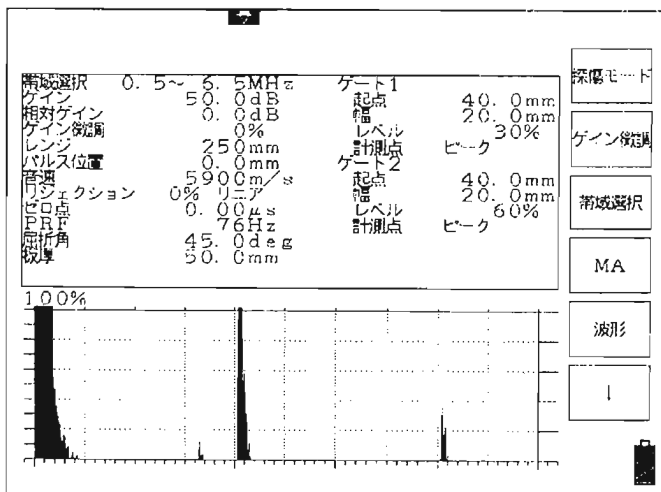 帯域選択 0.5～ 6.5MHz
ゲイン 50.0dB
相対ゲイン 0.0dB
ゲイン微調 0%
レンジ 250mm
パルス位置 0.0mm
音速 5900m/s
リジェクション 0% リニア
ゼロ点 0.00μs
PRF 76Hz
屈折角 45.0deg
板厚 50.0mm
ゲート1
起点 40.0mm
幅 20.0mm
レベル 30%
計測点 ピーク
ゲート2
起点 40.0mm
幅 20.0mm
レベル 60%
計測点 ピーク
100%
探傷モード
ゲイン微調
帯域選択
MA
波形
↓